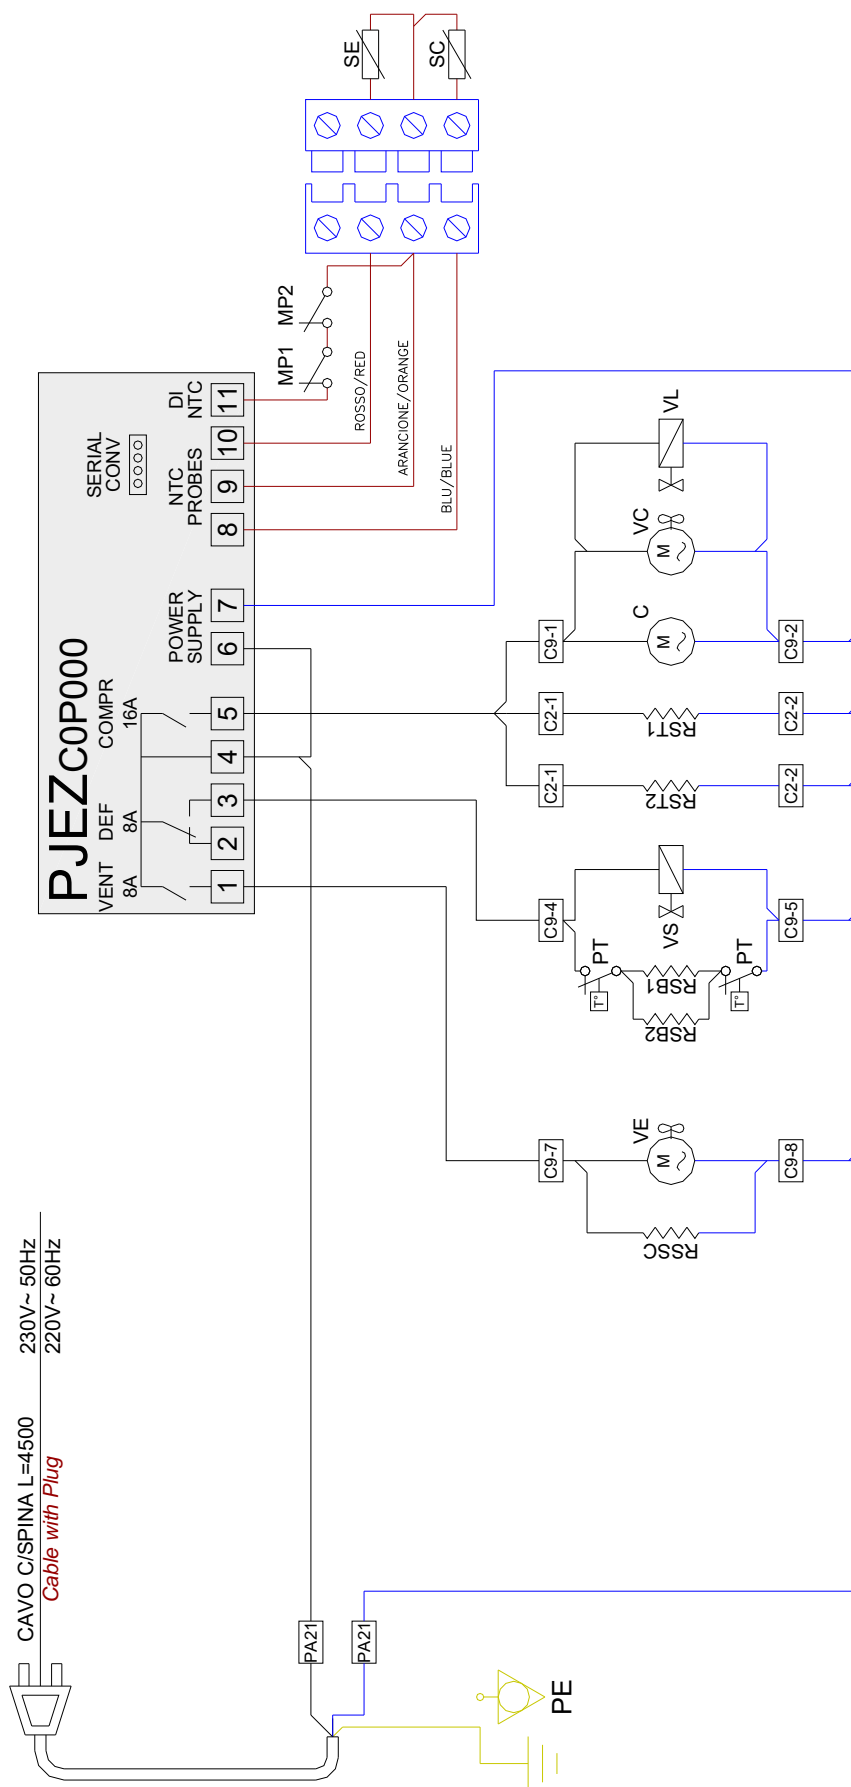 CAVO C/SPINA L=4500
Cable with Plug
230V~ 50Hz
220V~ 60Hz
PJEZC0P000
VENT
8A
DEF
8A
COMPR
16A
POWER
SUPPLY
SERIAL
CONV
NTC
PROBES
DI
NTC
1
2
3
4
5
6
7
8
9
10
11
MP1
MP2
SE
SC
ROSSO/RED
ARANCIONE/ORANGE
BLU/BLUE
PA21
PA21
PE
C9-7
C9-4
C2-1
C2-1
C9-1
RSSC
VE
M
RSB2
RSB1
PT
T°
PT
T°
VS
RST2
RST1
C
M
VC
M
VL
C9-8
C9-5
C2-2
C2-2
C9-2